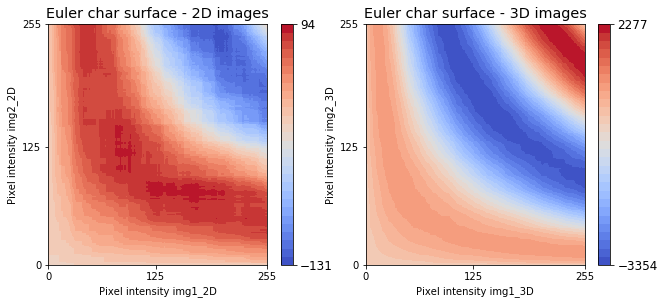 Euler char surface - 2D images
255
125
0
0
125
255
Pixel intensity img2_2D
Pixel intensity img1_2D
94
−131
Euler char surface - 3D images
255
125
0
0
125
255
Pixel intensity img2_3D
Pixel intensity img1_3D
2277
−3354